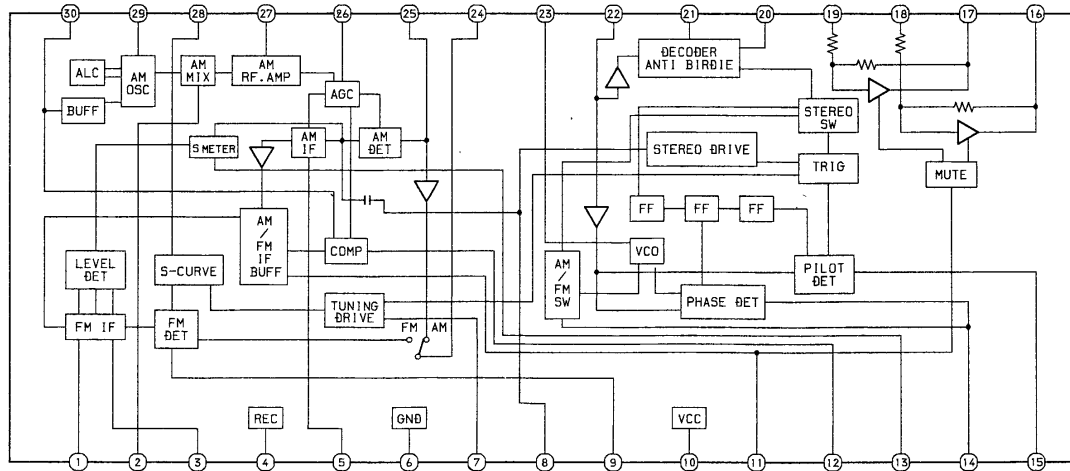 30 29 28 27 26 25 24 23 22 21 20 19 18 17 16
ALC
AM
OSC
AM
MIX
AM
RF.AMP
BUFF
AGC
S METER
AM
IF
AM
DET
DECODER
ANTI BIRDIE
STEREO
SW
STEREO DRIVE
TRIG
MUTE
FF
FF
FF
AM
/
FM
IF
BUFF
COMP
VCO
LEVEL
DET
S-CURVE
AM
/
FM
SW
PILOT
DET
PHASE DET
TUNING
DRIVE
FM IF
FM
DET
FM AM
REC
GND
VCC
1 2 3 4 5 6 7 8 9 10 11 12 13 14 15